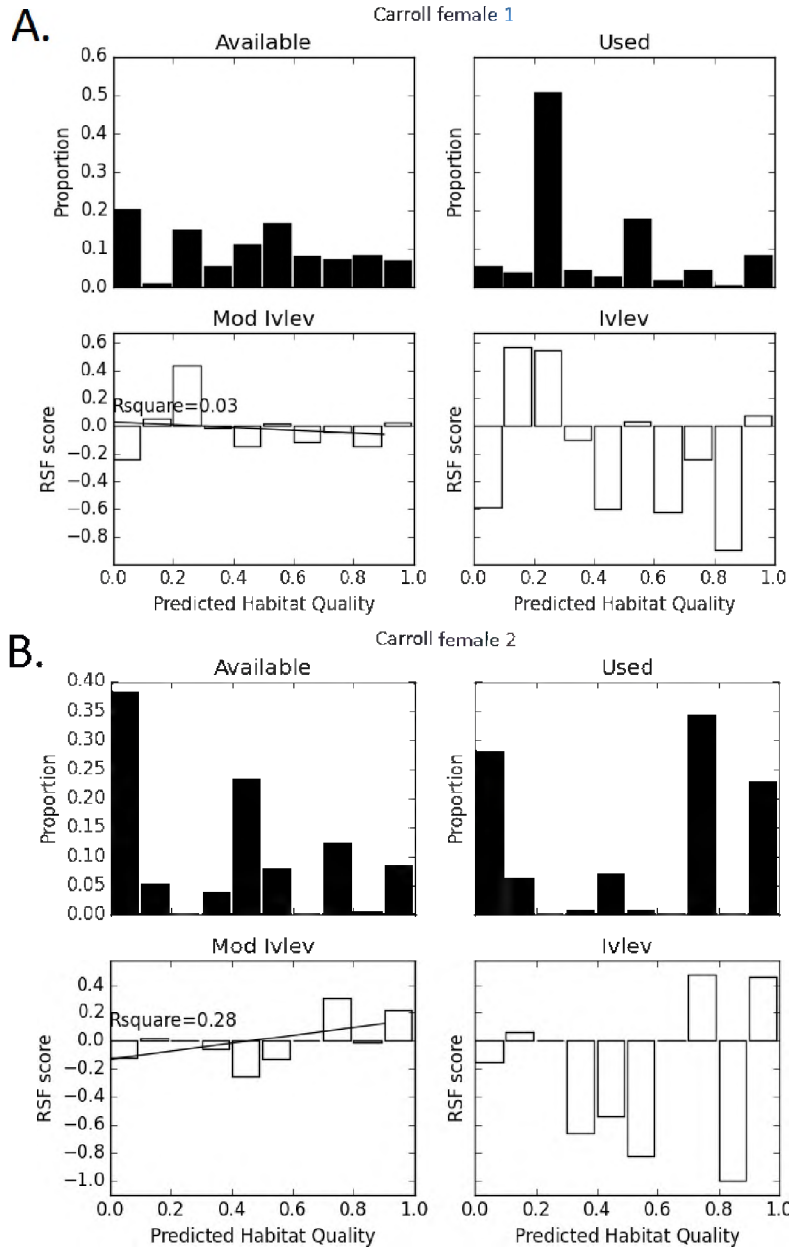 A.
Carroll female 1
Available
Used
Proportion
0.6
0.5
0.4
0.3
0.2
0.1
0.0
Proportion
Mod Ivlev
Ivlev
RSF score
0.6
0.4
0.2
0.0
−0.2
−0.4
−0.6
−0.8
Rsquare=0.03
RSF score
0.0 0.2 0.4 0.6 0.8 1.0
Predicted Habitat Quality
0.0 0.2 0.4 0.6 0.8 1.0
Predicted Habitat Quality
B.
Carroll female 2
Available
Used
Proportion
0.40
0.35
0.30
0.25
0.20
0.15
0.10
0.05
0.00
Proportion
Mod Ivlev
Ivlev
RSF score
0.4
0.2
0.0
−0.2
−0.4
−0.6
−0.8
−1.0
Rsquare=0.28
RSF score
0.0 0.2 0.4 0.6 0.8 1.0
Predicted Habitat Quality
0.0 0.2 0.4 0.6 0.8 1.0
Predicted Habitat Quality